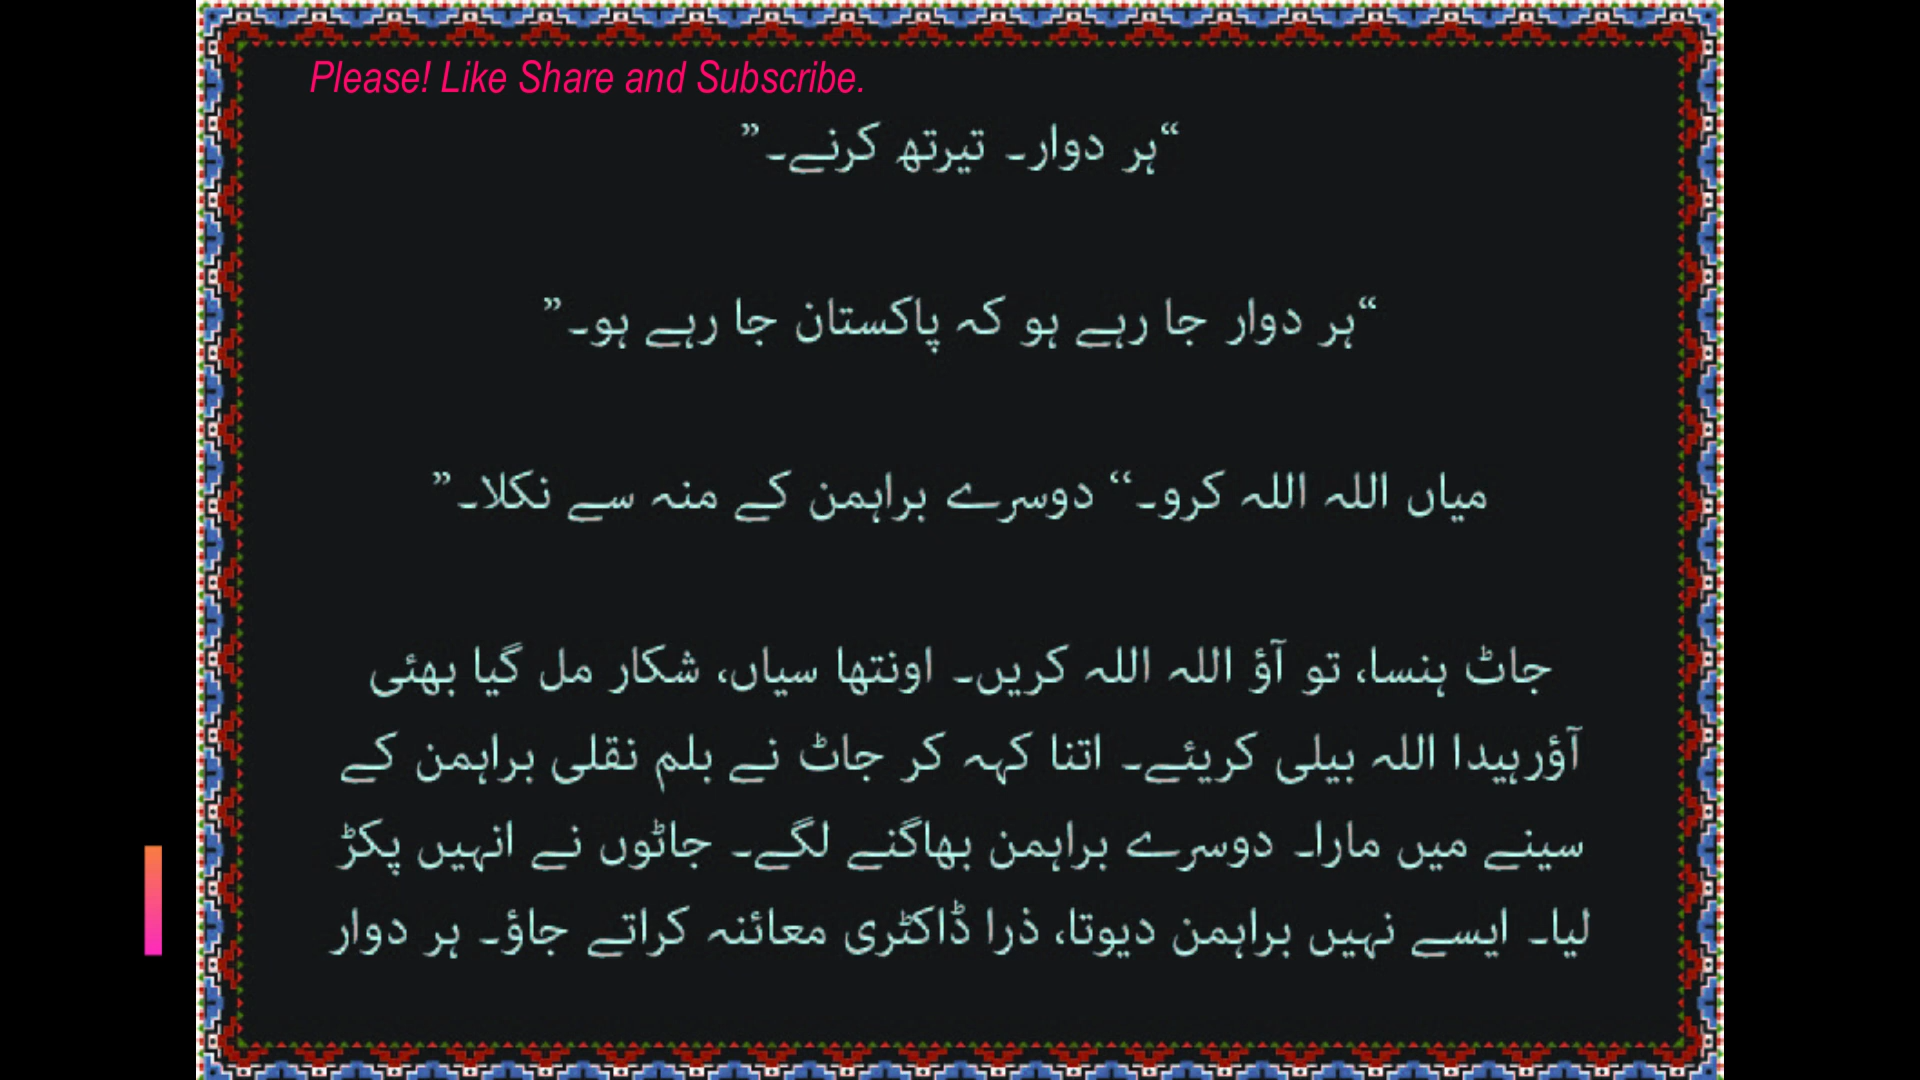 Please! Like Share and Subscribe.
“ہر دوار۔ تیرتھ کرنے۔”
“ہر دوار جا رہے ہو کہ پاکستان جا رہے ہو۔”
میاں اللہ اللہ کرو۔‘‘ دوسرے براہمن کے منہ سے نکلا۔”
جاٹ ہنسا، تو آؤ اللہ اللہ کریں۔ اونتھا سیاں، شکار مل گیا بھئی
آؤرہیدا اللہ بیلی کریئے۔ اتنا کہہ کر جاٹ نے بلم نقلی براہمن کے
سینے میں مارا۔ دوسرے براہمن بھاگنے لگے۔ جاٹوں نے انہیں پکڑ
لیا۔ ایسے نہیں براہمن دیوتا، ذرا ڈاکٹری معائنہ کراتے جاؤ۔ ہر دوار